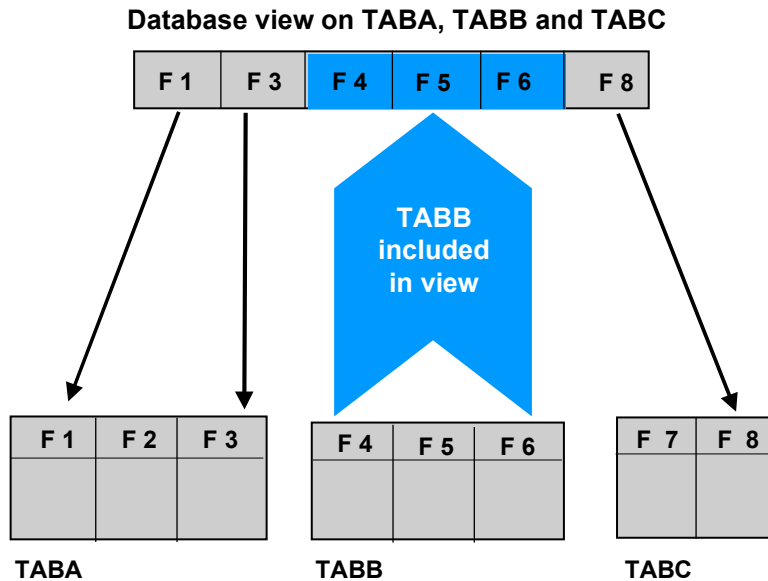 Database view on TABA, TABB and TABC
F 1 F 3 F 4 F 5 F 6 F 8
TABB
included
in view
F 1 F 2 F 3 F 4 F 5 F 6 F 7 F 8
TABA TABB TABC